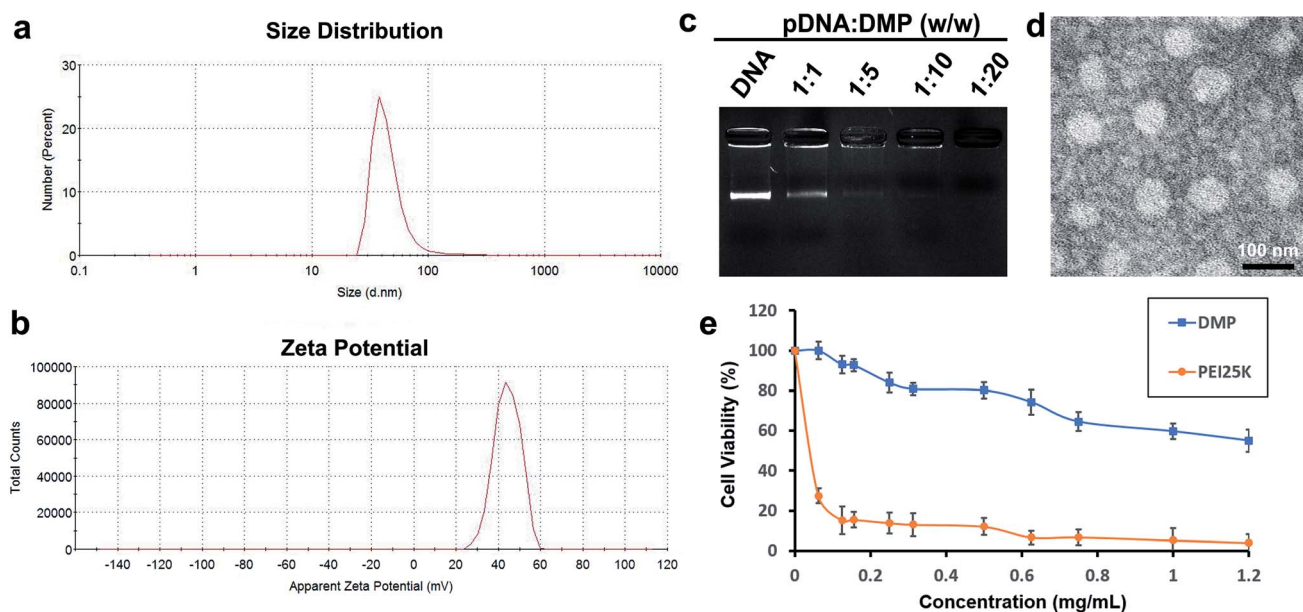 a
Size Distribution
30
20
10
0
Number (Percent)
0.1 1 10 100 1000 10000
Size (d.nm)
b
Zeta Potential
100000
80000
60000
40000
20000
0
Total Counts
-140 -120 -100 -80 -60 -40 -20 0 20 40 60 80 100 120
Apparent Zeta Potential (mV)
c
pDNA:DMP (w/w)
DNA 1:1 1:5 1:10 1:20
d
100 nm
e
120
100
80
60
40
20
0
Cell Viability (%)
DMP
PEI25K
0 0.2 0.4 0.6 0.8 1 1.2
Concentration (mg/mL)